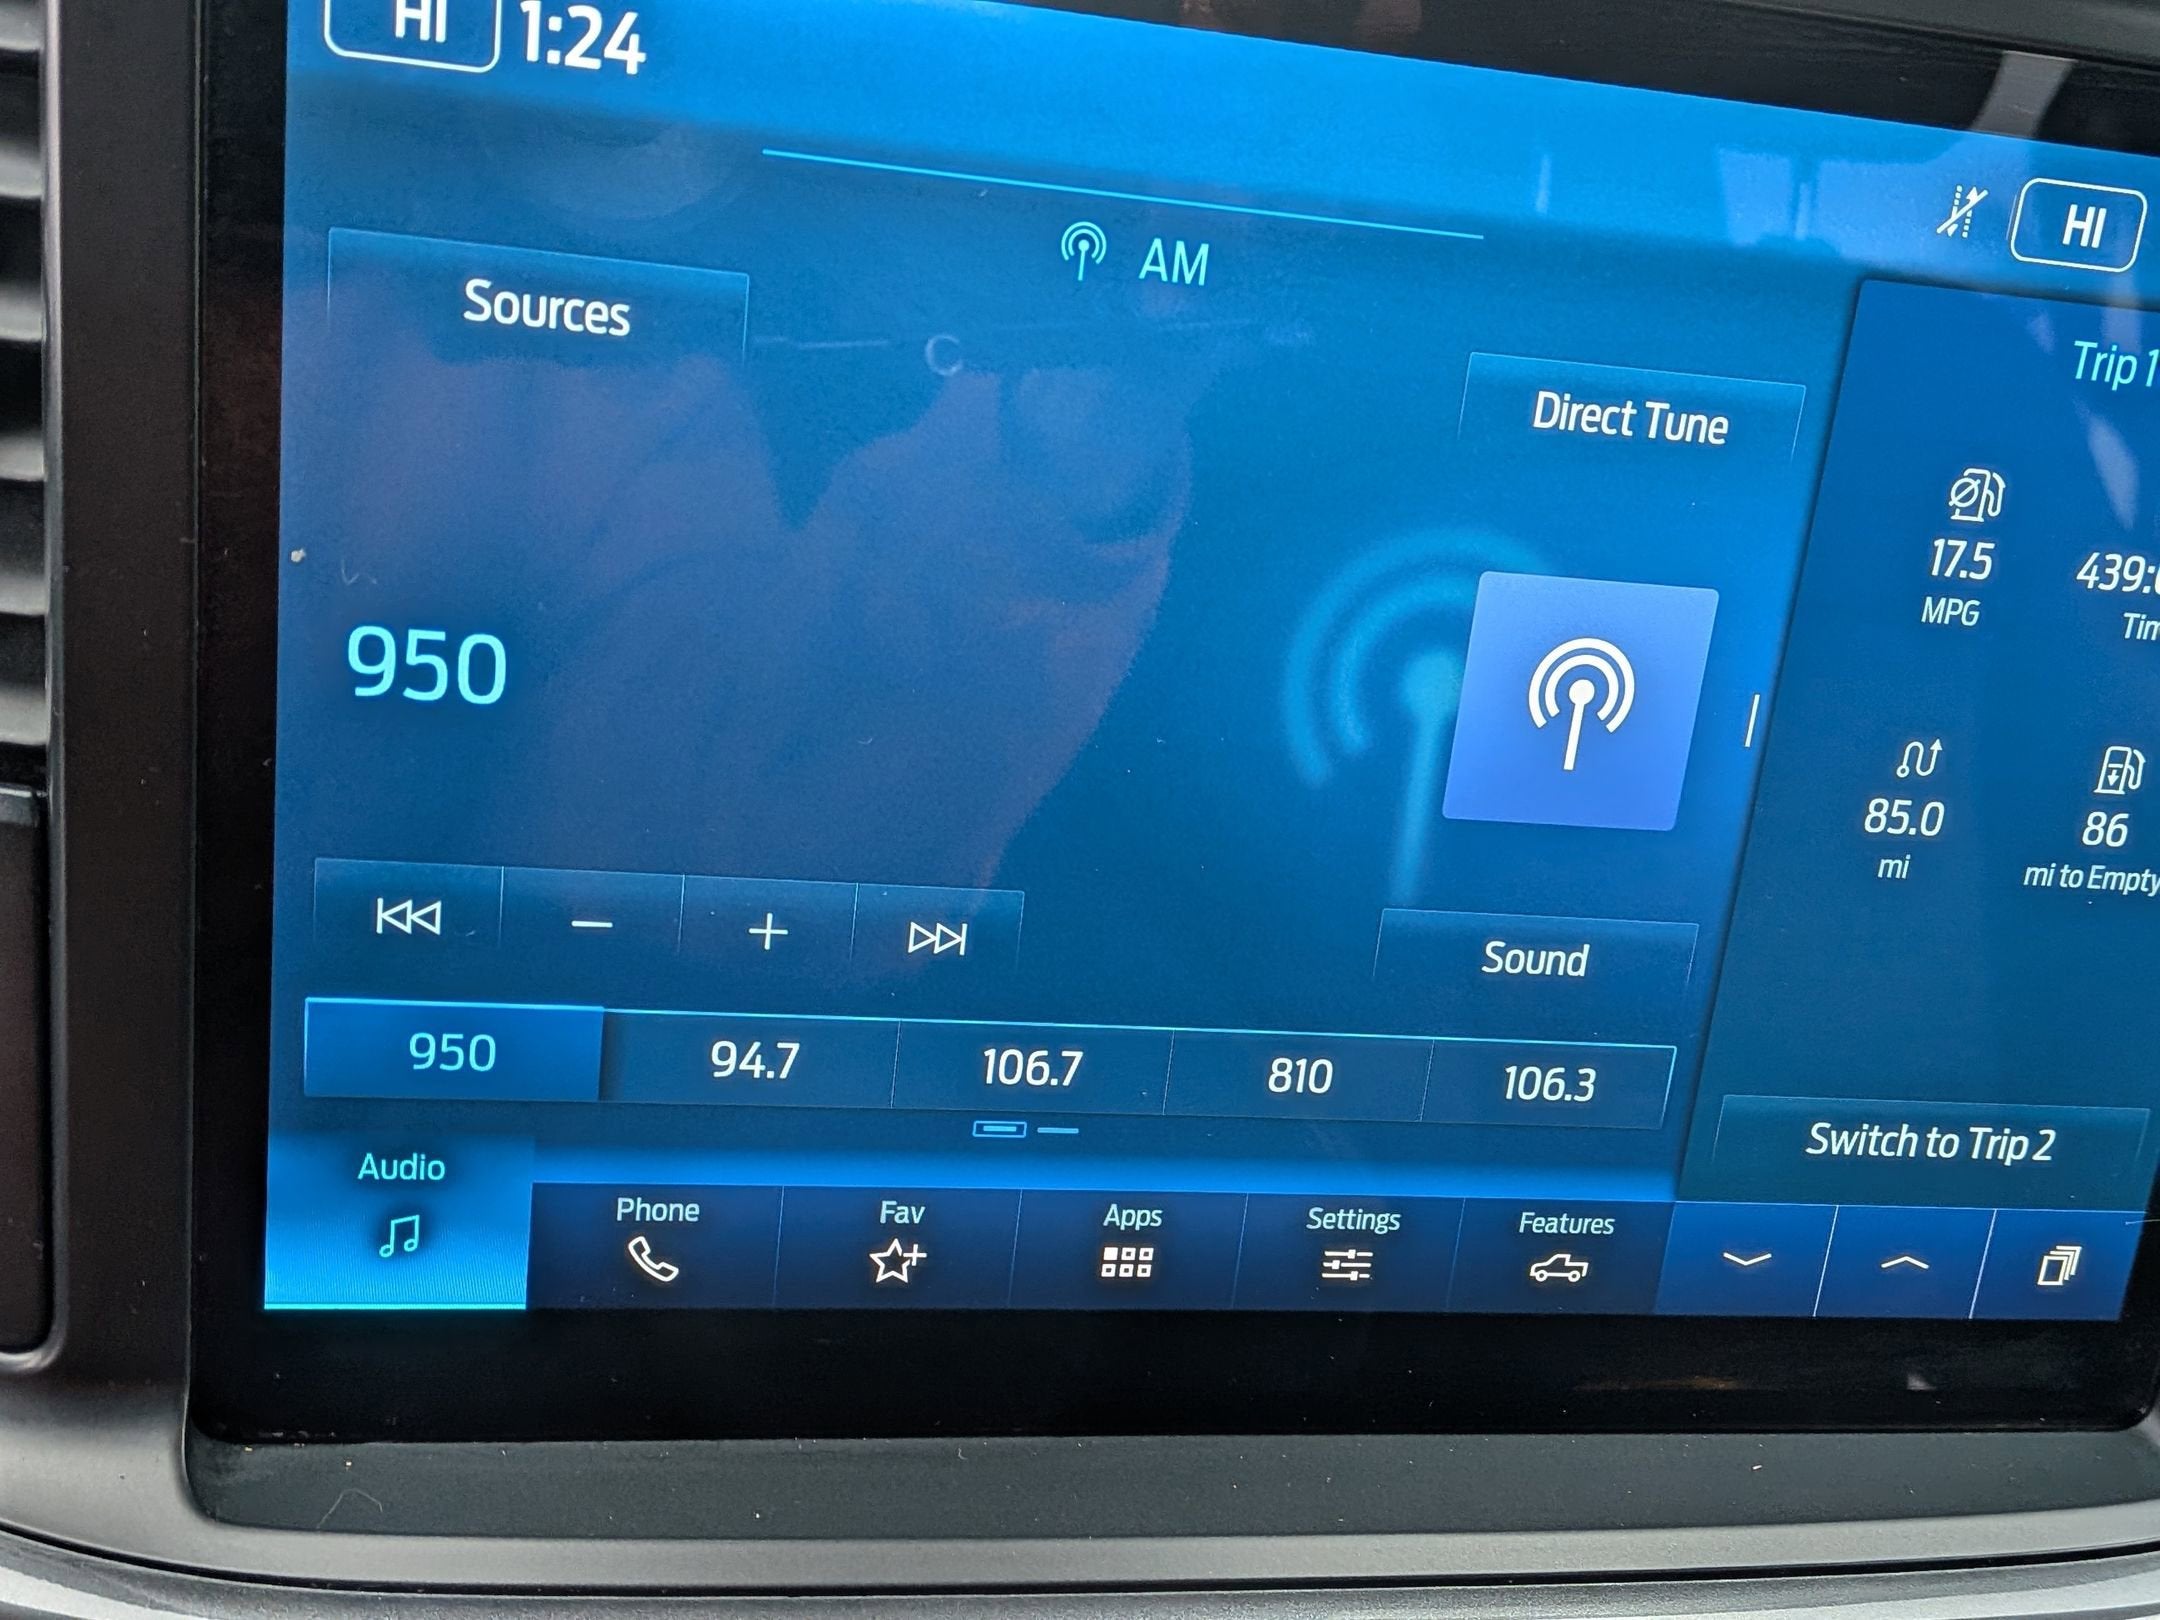 HI 1:24
HI
AM
Sources
Direct Tune
Trip 1
17.5
MPG
439:
950
85.0
mi
86
mi to Empty
Sound
950 94.7 106.7 810 106.3
Switch to Trip 2
Audio Phone Fav Apps Settings Features